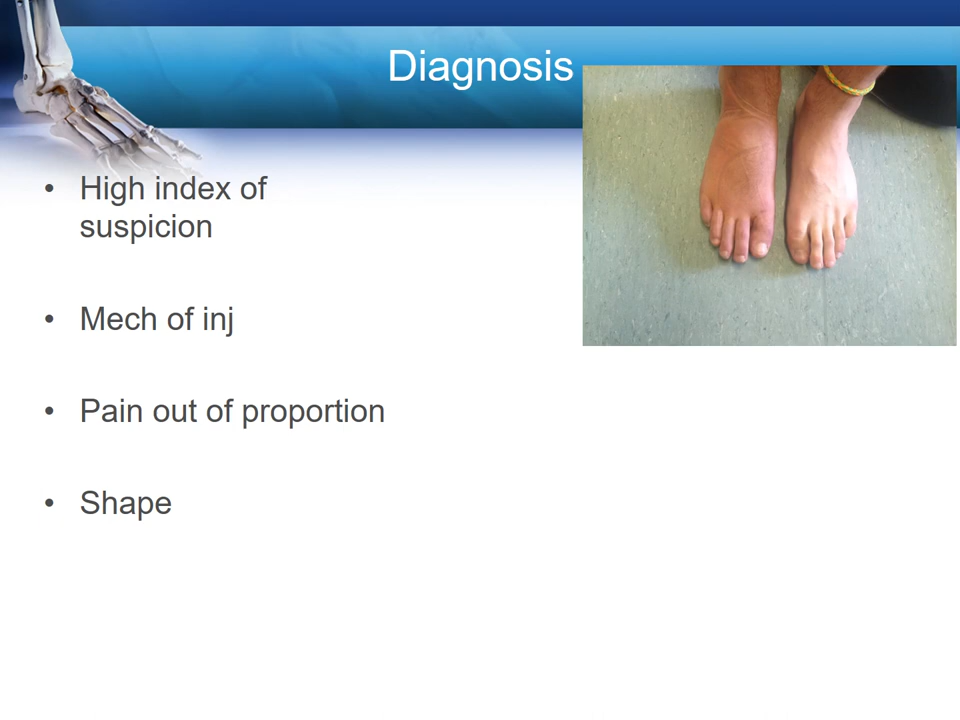 Diagnosis
• High index of
suspicion
• Mech of inj
• Pain out of proportion
• Shape